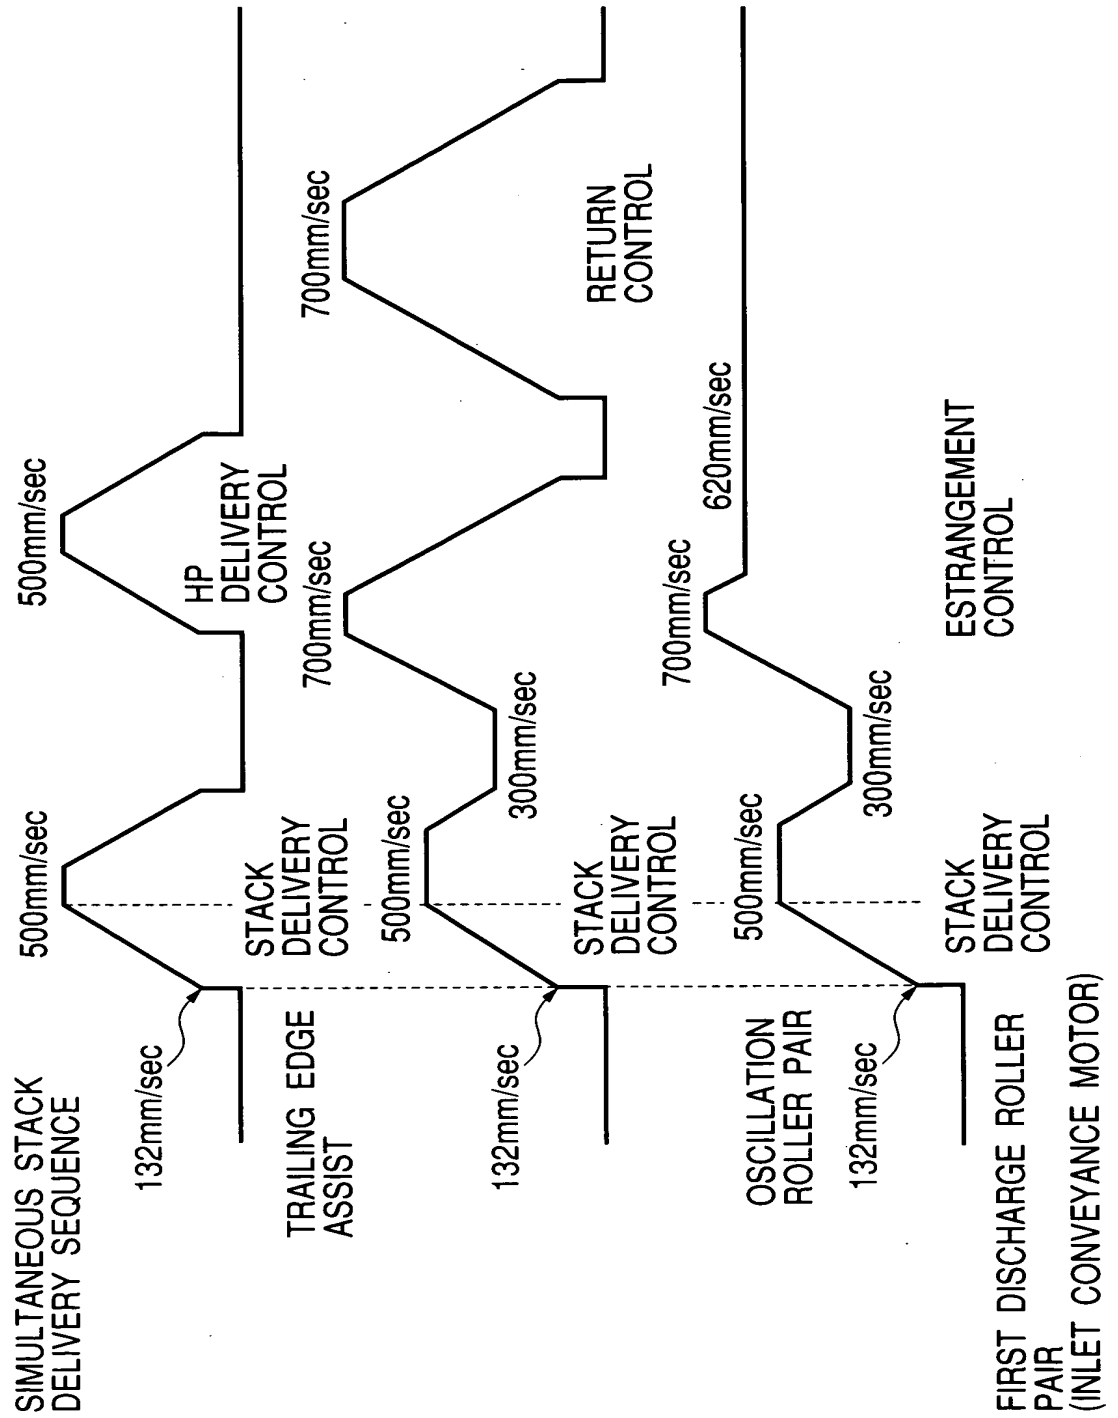 SIMULTANEOUS STACK
DELIVERY SEQUENCE
132mm/sec
500mm/sec
500mm/sec
TRAILING EDGE
ASSIST
STACK
DELIVERY
CONTROL
HP
DELIVERY
CONTROL
132mm/sec
500mm/sec
300mm/sec
700mm/sec
700mm/sec
OSCILLATION
ROLLER PAIR
STACK
DELIVERY
CONTROL
RETURN
CONTROL
132mm/sec
500mm/sec
300mm/sec
700mm/sec
620mm/sec
FIRST DISCHARGE ROLLER
PAIR
(INLET CONVEYANCE MOTOR)
STACK
DELIVERY
CONTROL
ESTRANGEMENT
CONTROL